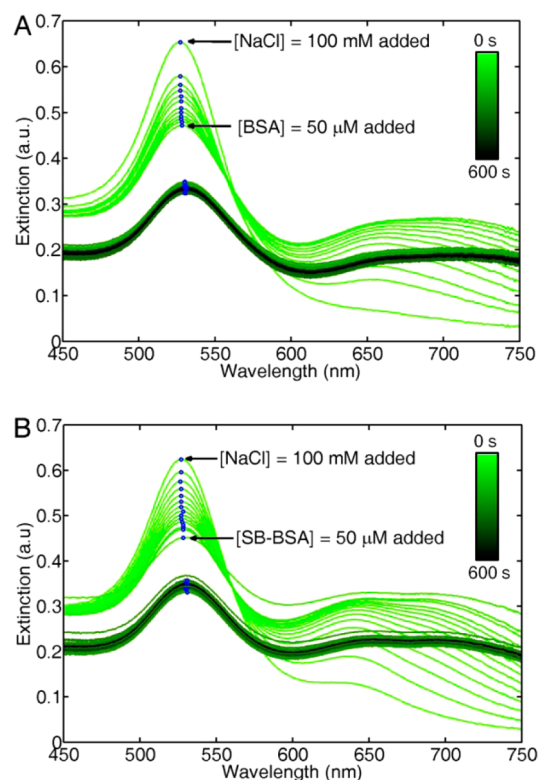 A
0.7
0.6
0.5
0.4
0.3
0.2
0.1
0
Extinction (a.u.)
[NaCl] = 100 mM added
[BSA] = 50 µM added
0 s
600 s
450 500 550 600 650 700 750
Wavelength (nm)
B
0.7
0.6
0.5
0.4
0.3
0.2
0.1
0
Extinction (a.u)
[NaCl] = 100 mM added
[SB-BSA] = 50 µM added
0 s
600 s
450 500 550 600 650 700 750
Wavelength (nm)